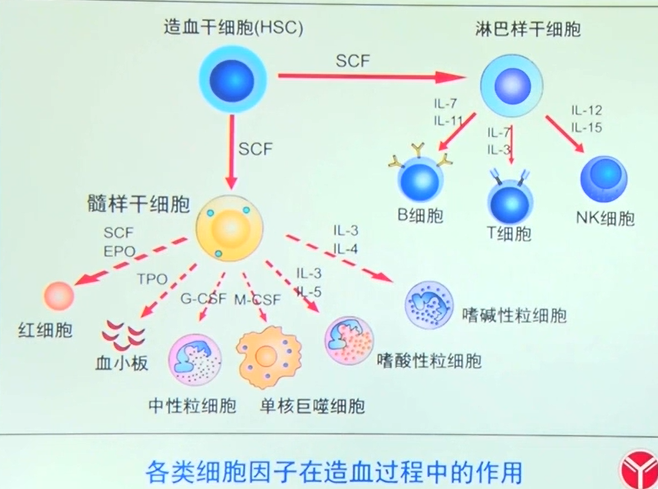 造血干细胞(HSC)
淋巴样干细胞
SCF
SCF
IL-7
IL-11
IL-7
IL-3
IL-12
IL-15
B细胞
T细胞
NK细胞
髓样干细胞
SCF
EPO
TPO
G-CSF
M-CSF
IL-3
IL-5
IL-3
IL-4
红细胞
血小板
中性粒细胞
单核巨噬细胞
嗜酸性粒细胞
嗜碱性粒细胞
各类细胞因子在造血过程中的作用